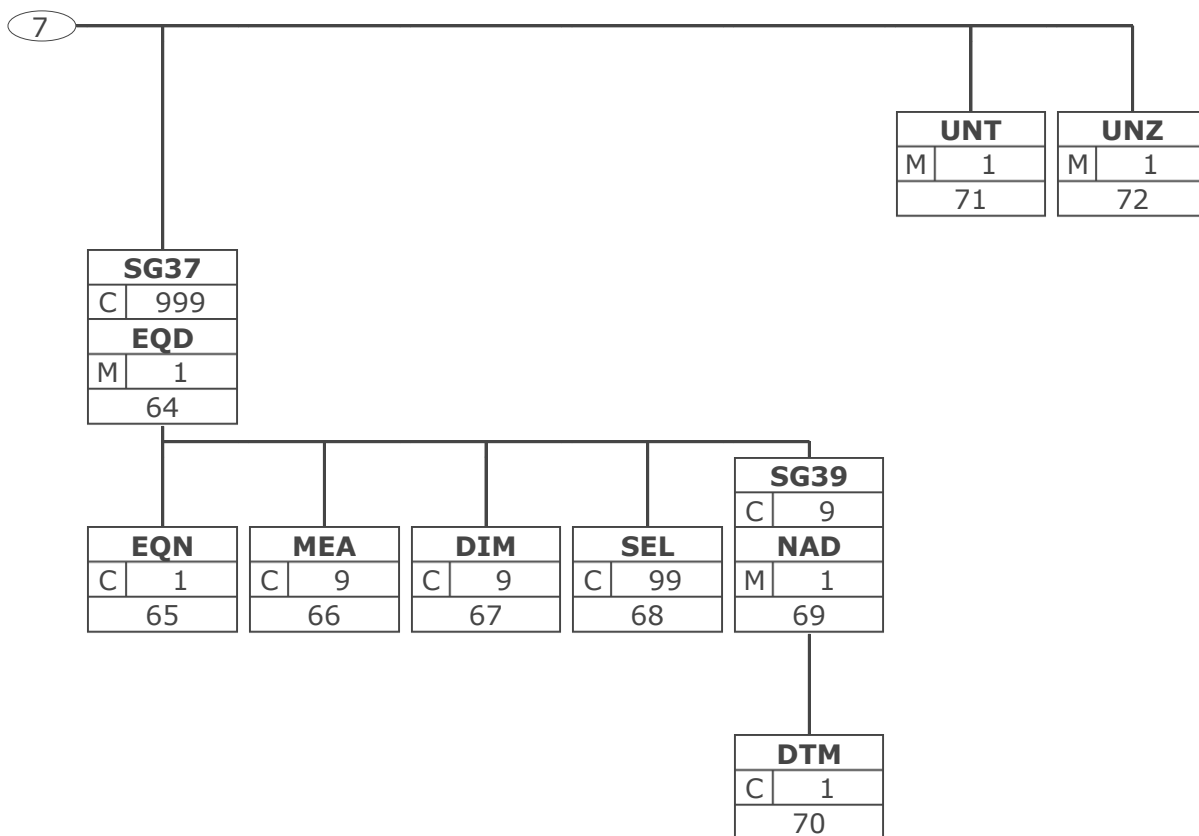 7
UNT
M 1
71
UNZ
M 1
72
SG37
C 999
EQD
M 1
64
EQN
C 1
65
MEA
C 9
66
DIM
C 9
67
SEL
C 99
68
SG39
C 9
NAD
M 1
69
DTM
C 1
70